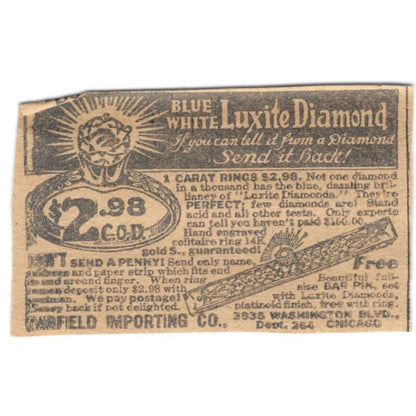 BLUE WHITE Luxite Diamond
If you can tell it from a Diamond
Send it Back!
$2.98
C.O.D.
1 CARAT RINGS $2.98. Not one diamond
in a thousand has the blue, dazzling bril-
liancy of "Luxite Diamonds." They're
PERFECT; few diamonds are! Stand
acid and all other tests. Only experts
can tell you haven't paid $150.00.
Hand engraved
solitaire ring 14K
gold S., guaranteed!
N'T SEND A PENNY! Send only name,
address and paper strip which fits end
to end around finger. When ring
comes deposit only $2.98 with
postman. We pay postage!
Money back if not delighted.
Free
Beautiful full-
size BAR PIN, set
with Luxite Diamonds,
platinoid finish, free with ring.
GARFIELD IMPORTING CO., 3935 WASHINGTON BLVD.,
Dept. 264 CHICAGO